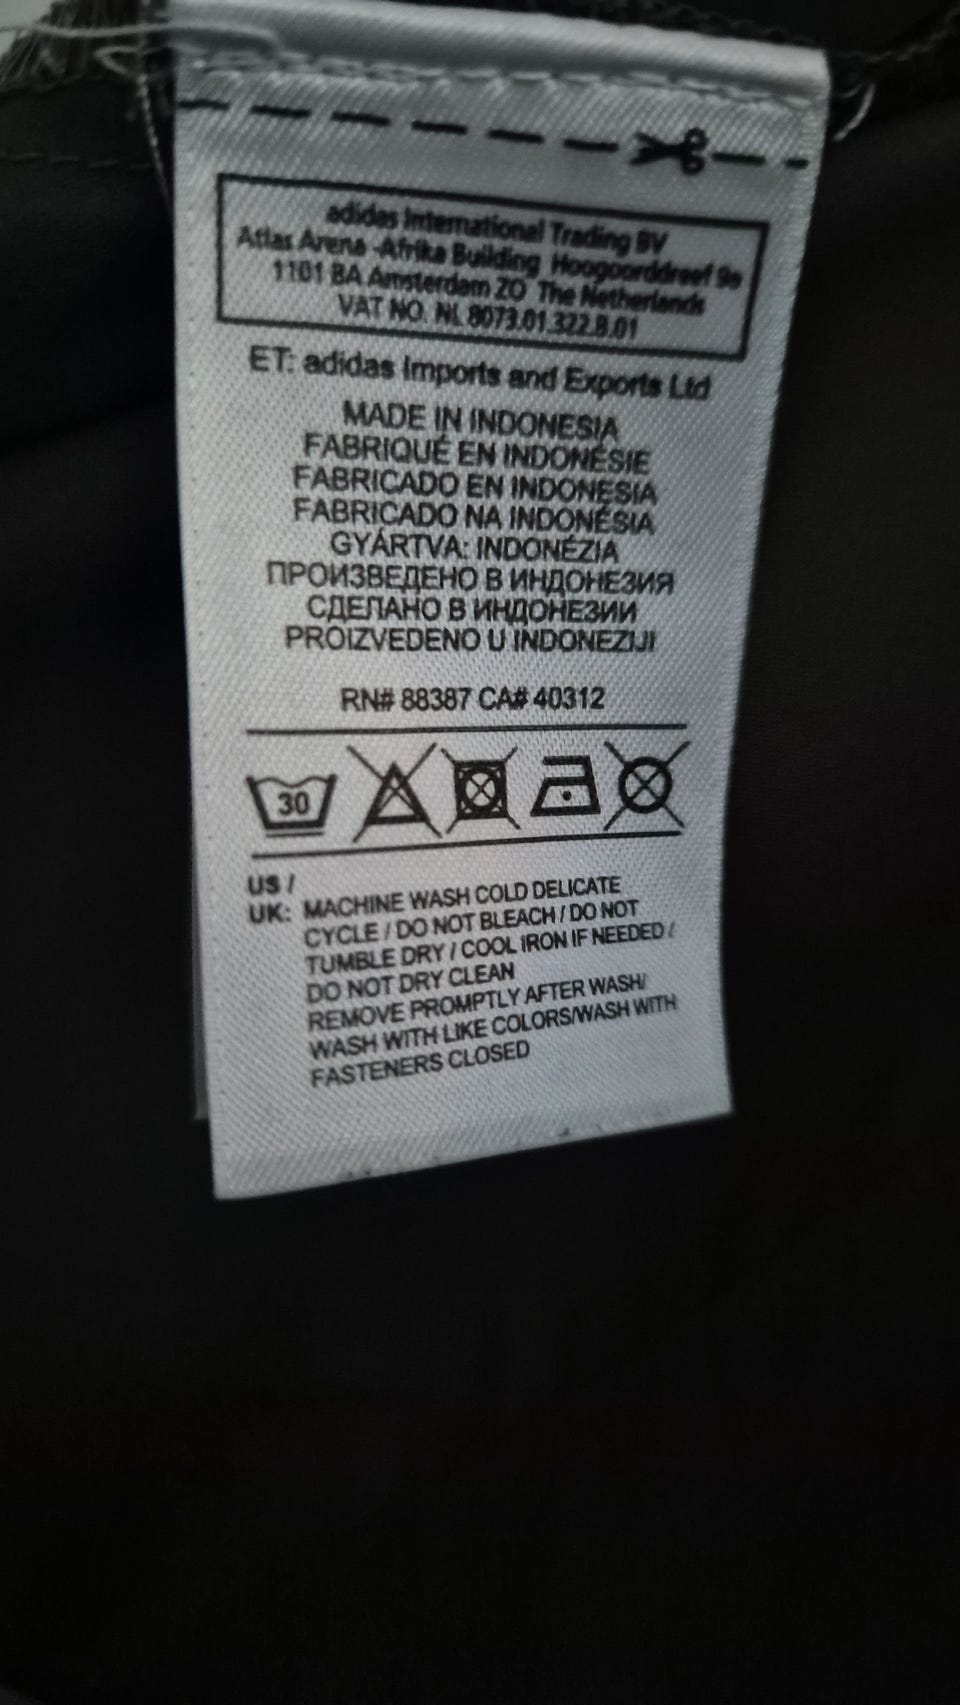 adidas International Trading BV
Atlas Arena -Afrika Building Hoogoorddreef 9a
1101 BA Amsterdam ZO The Netherlands
VAT NO. NL 8073.01.322.B.01
ET: adidas Imports and Exports Ltd
MADE IN INDONESIA
FABRIQUÉ EN INDONÉSIE
FABRICADO EN INDONESIA
FABRICADO NA INDONÉSIA
GYÁRTVA: INDONÉZIA
ПРОИЗВЕДЕНО В ИНДОНЕЗИЯ
СДЕЛАНО В ИНДОНЕЗИИ
PROIZVEDENO U INDONEZIJI
RN# 88387 CA# 40312
30
US /
UK: MACHINE WASH COLD DELICATE
CYCLE / DO NOT BLEACH / DO NOT
TUMBLE DRY / COOL IRON IF NEEDED /
DO NOT DRY CLEAN
REMOVE PROMPTLY AFTER WASH/
WASH WITH LIKE COLORS/WASH WITH
FASTENERS CLOSED